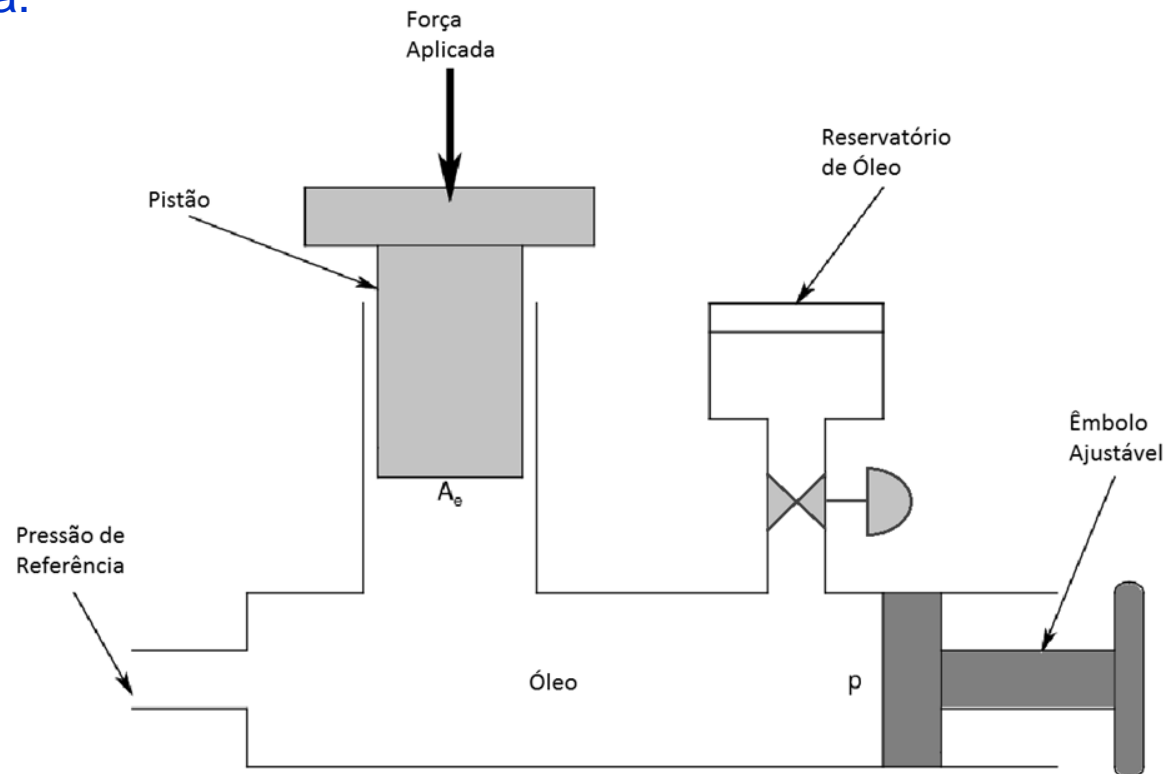 a.
Força
Aplicada
Reservatório
de Óleo
Pistão
Êmbolo
Ajustável
Aₑ
Pressão de
Referência
Óleo
p